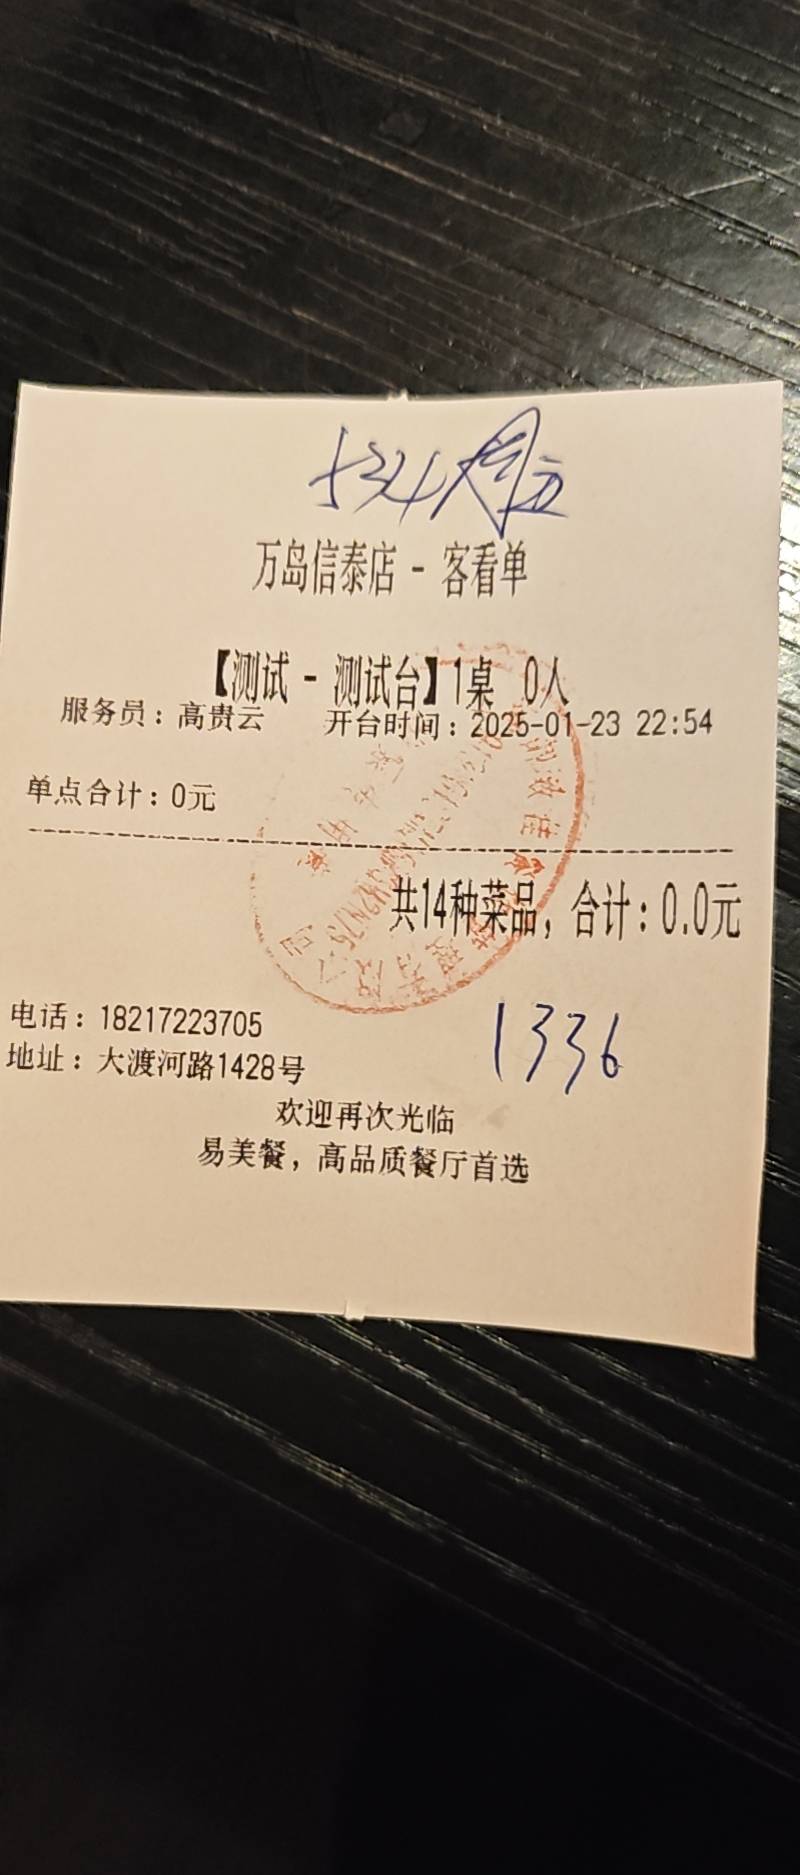 万岛信泰店 - 客看单
【测试 - 测试台】1桌 0人
服务员：高贵云 开台时间：2025-01-23 22:54
单点合计：0元
共14种菜品, 合计：0.0元
电话：18217223705
1336
地址：大渡河路1428号
欢迎再次光临
易美餐, 高品质餐厅首选